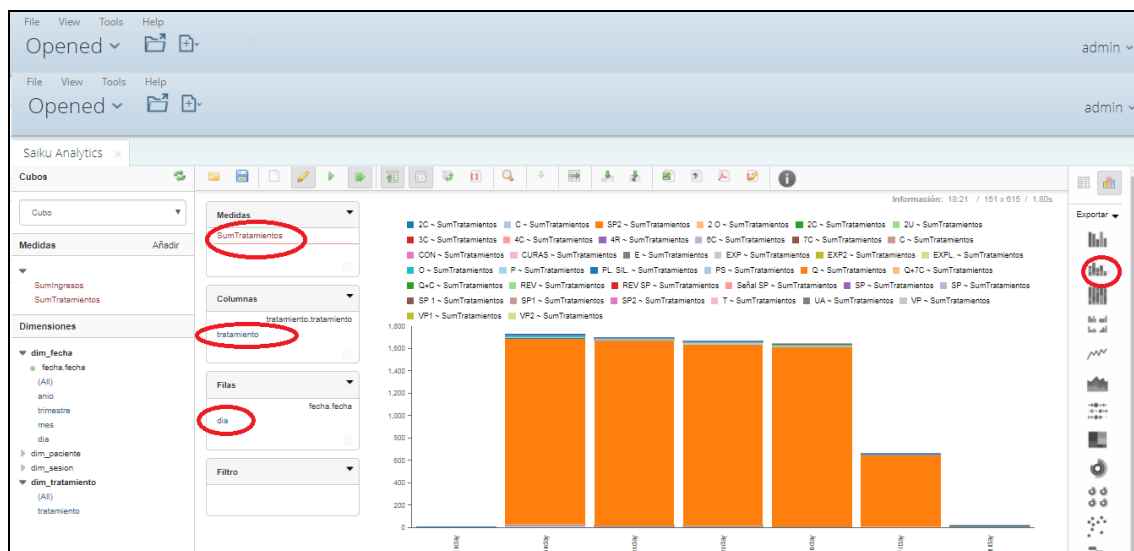 File View Tools Help
Opened
admin
File View Tools Help
Opened
admin
Saiku Analytics ×
Cubos
Cubo
Medidas Añadir
SumIngresos
SumTratamientos
Dimensiones
dim_fecha
fecha.fecha
(All)
anio
trimestre
mes
dia
dim_paciente
dim_sesion
dim_tratamiento
(All)
tratamiento
Medidas
SumTratamientos
Columnas
tratamiento.tratamiento
tratamiento
Filas
fecha.fecha
dia
Filtro
Información: 18:21 / 151 x 615 / 1.80s
Exportar
2C ~ SumTratamientos C ~ SumTratamientos SP2 ~ SumTratamientos 2 O ~ SumTratamientos 2C ~ SumTratamientos 2U ~ SumTratamientos
3C ~ SumTratamientos 4C ~ SumTratamientos 4R ~ SumTratamientos 6C ~ SumTratamientos 7C ~ SumTratamientos C ~ SumTratamientos
CON ~ SumTratamientos CURAS ~ SumTratamientos E ~ SumTratamientos EXP ~ SumTratamientos EXP2 ~ SumTratamientos EXPL. ~ SumTratamientos
O ~ SumTratamientos P ~ SumTratamientos PL. SIL. ~ SumTratamientos PS ~ SumTratamientos Q ~ SumTratamientos Q+7C ~ SumTratamientos
Q+C ~ SumTratamientos REV ~ SumTratamientos REV SP ~ SumTratamientos Señal SP ~ SumTratamientos SP ~ SumTratamientos SP ~ SumTratamientos
SP 1 ~ SumTratamientos SP1 ~ SumTratamientos SP2 ~ SumTratamientos T ~ SumTratamientos UA ~ SumTratamientos VP ~ SumTratamientos
VP1 ~ SumTratamientos VP2 ~ SumTratamientos
1,800
1,600
1,400
1,200
1,000
800
600
400
200
0